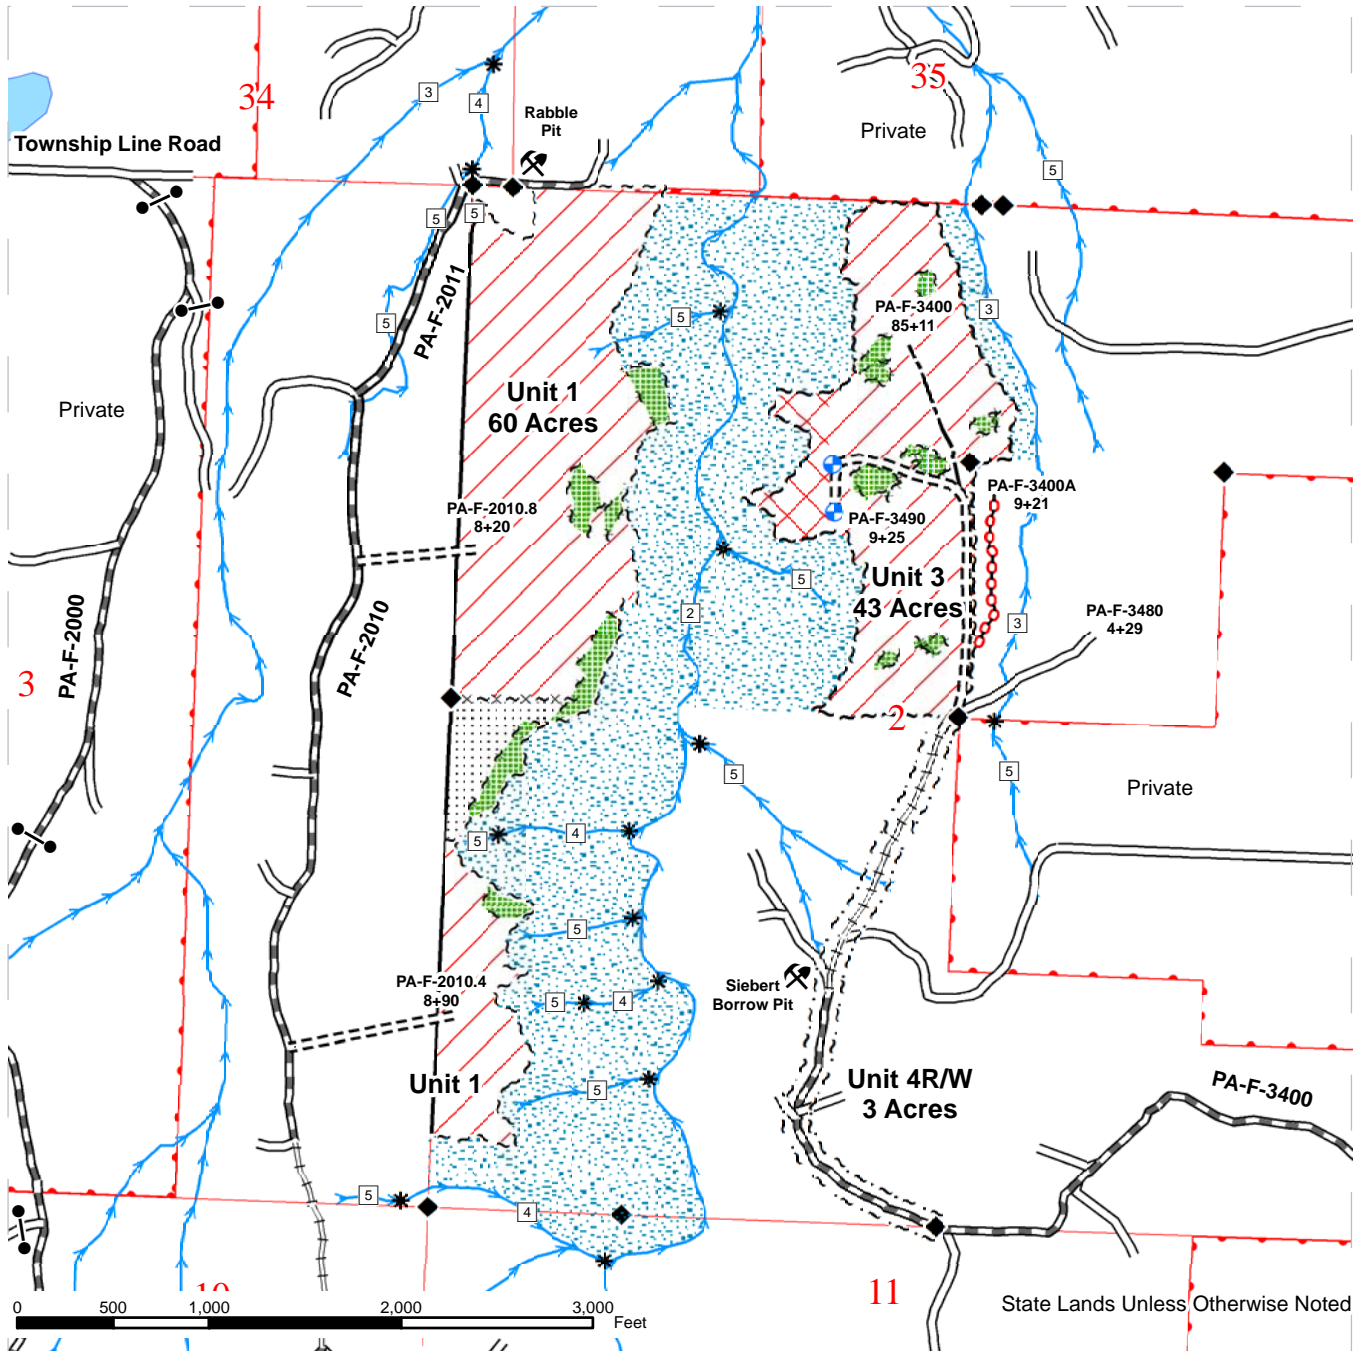 34
35
3
4
Rabble
Pit
Private
Township Line Road
5
5
5
PA-F-2011
5
5
3
PA-F-3400
85+11
Private
Unit 1
60 Acres
PA-F-2010.8
8+20
PA-F-3400A
9+21
PA-F-3490
9+25
Unit 3
43 Acres
5
2
3
PA-F-3480
4+29
PA-F-2000
PA-F-2010
3
2
5
5
Private
5
4
5
PA-F-2010.4
8+90
5
4
Siebert
Borrow Pit
Unit 1
5
Unit 4R/W
3 Acres
PA-F-3400
5
4
10
11
State Lands Unless Otherwise Noted
0
500
1,000
2,000
3,000
Feet